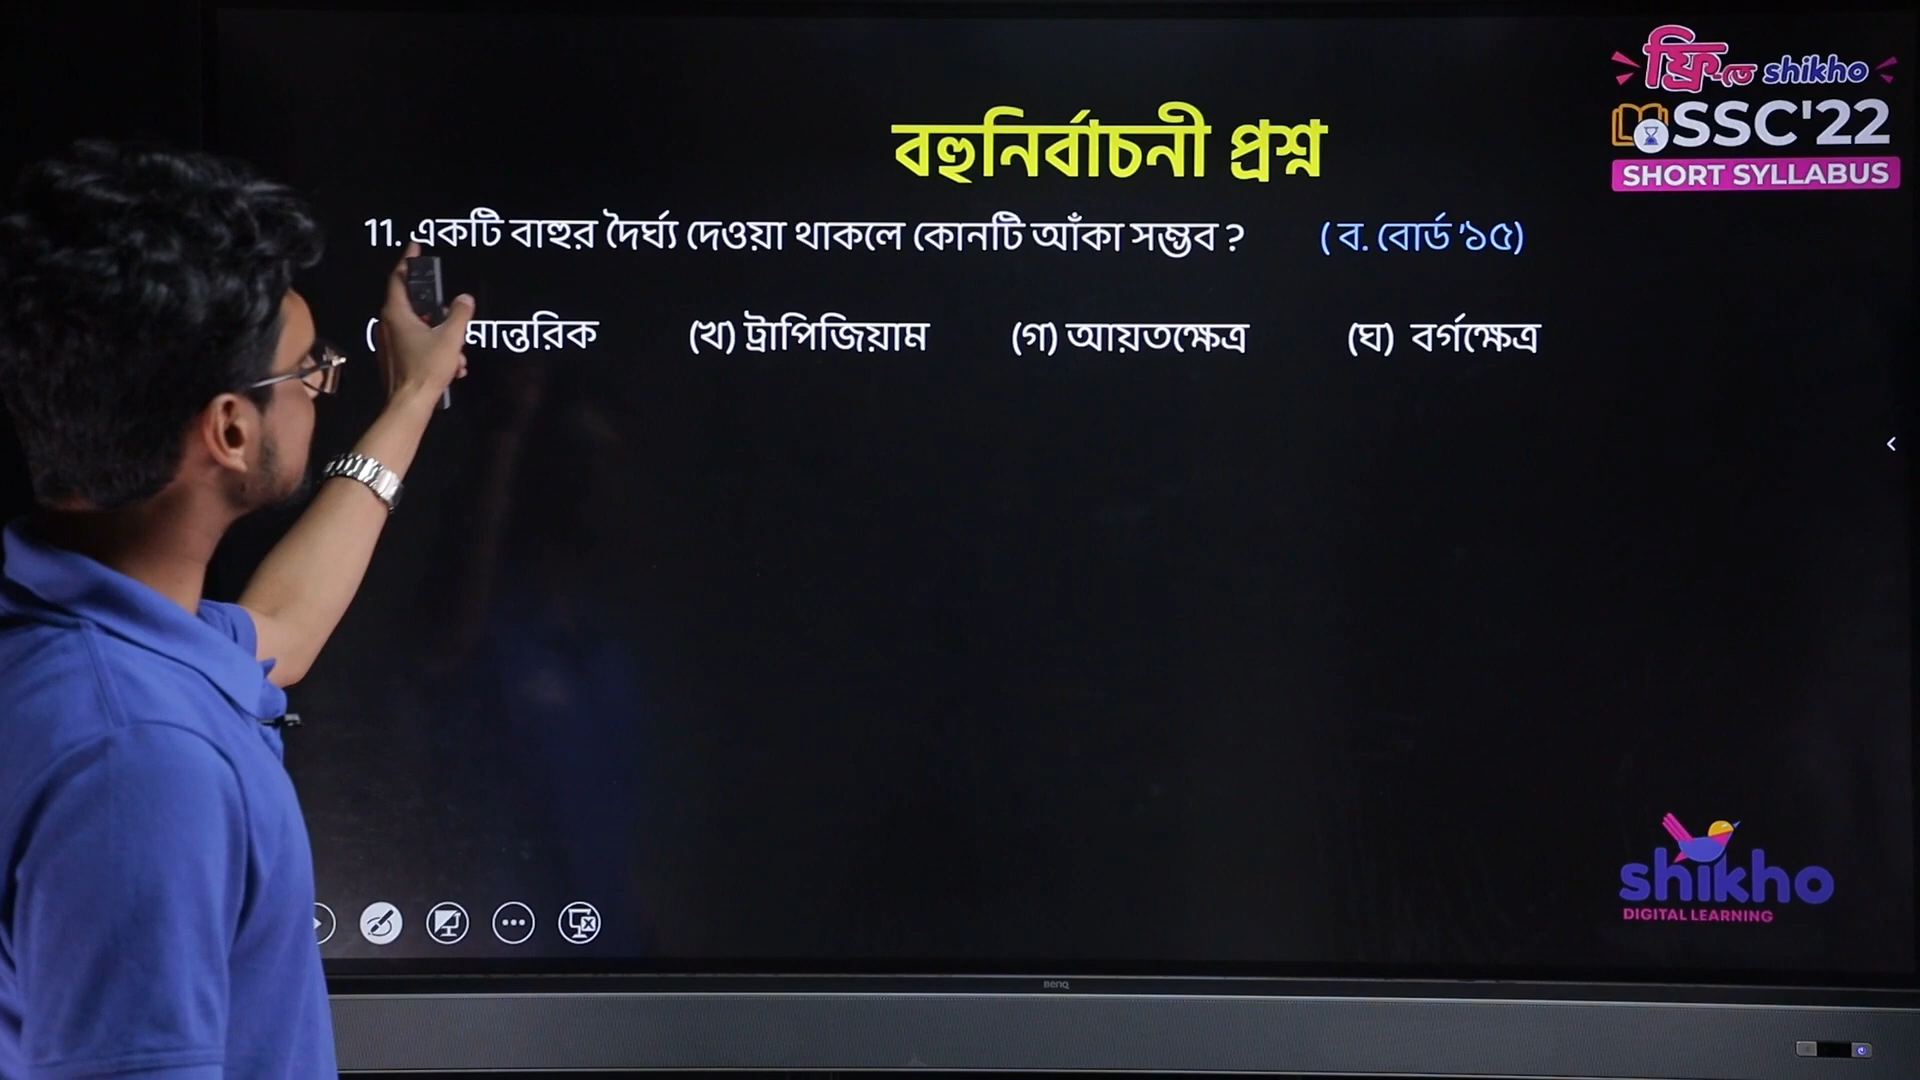 ফ্রি-তে shikho
SSC'22
SHORT SYLLABUS
বহুনির্বাচনী প্রশ্ন
11. একটি বাহুর দৈর্ঘ্য দেওয়া থাকলে কোনটি আঁকা সম্ভব ? ( ব. বোর্ড '১৫)
(খ) ট্রাপিজিয়াম (গ) আয়তক্ষেত্র (ঘ) বর্গক্ষেত্র
shikho
DIGITAL LEARNING
BenQ